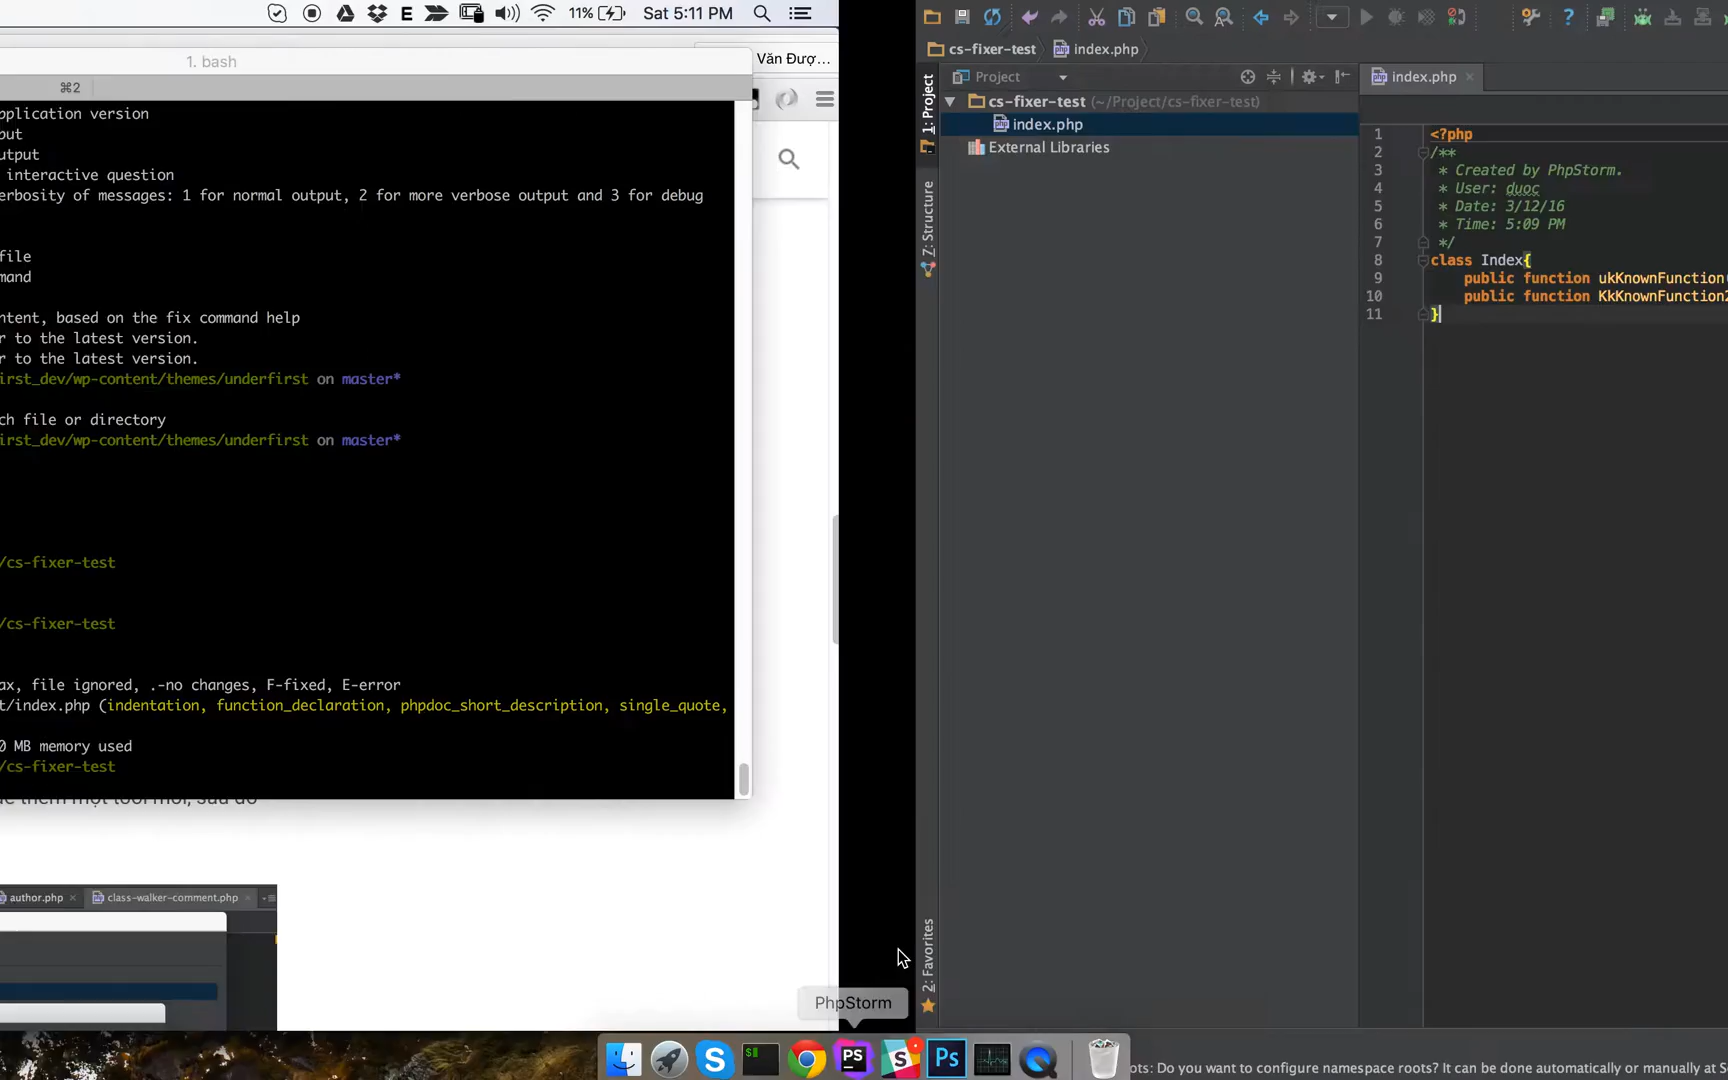 11%
Sat 5:11 PM
1. bash
Văn Đượ...
⌘2
pplication version
put
utput
interactive question
erbosity of messages: 1 for normal output, 2 for more verbose output and 3 for debug
file
mand
ntent, based on the fix command help
r to the latest version.
r to the latest version.
irst_dev/wp-content/themes/underfirst on master*
ch file or directory
irst_dev/wp-content/themes/underfirst on master*
/cs-fixer-test
/cs-fixer-test
ax, file ignored, .-no changes, F-fixed, E-error
t/index.php (indentation, function_declaration, phpdoc_short_description, single_quote,
0 MB memory used
/cs-fixer-test
author.php
class-walker-comment.php
cs-fixer-test
index.php
1: Project
7: Structure
2: Favorites
Project
cs-fixer-test (~/Project/cs-fixer-test)
index.php
External Libraries
index.php
1 <?php
2 /**
3 * Created by PhpStorm.
4 * User: duoc
5 * Date: 3/12/16
6 * Time: 5:09 PM
7 */
8 class Index{
9 public function ukKnownFunction
10 public function KkKnownFunction2
11 }
PhpStorm
PS
Ps
ots: Do you want to configure namespace roots? It can be done automatically or manually at S